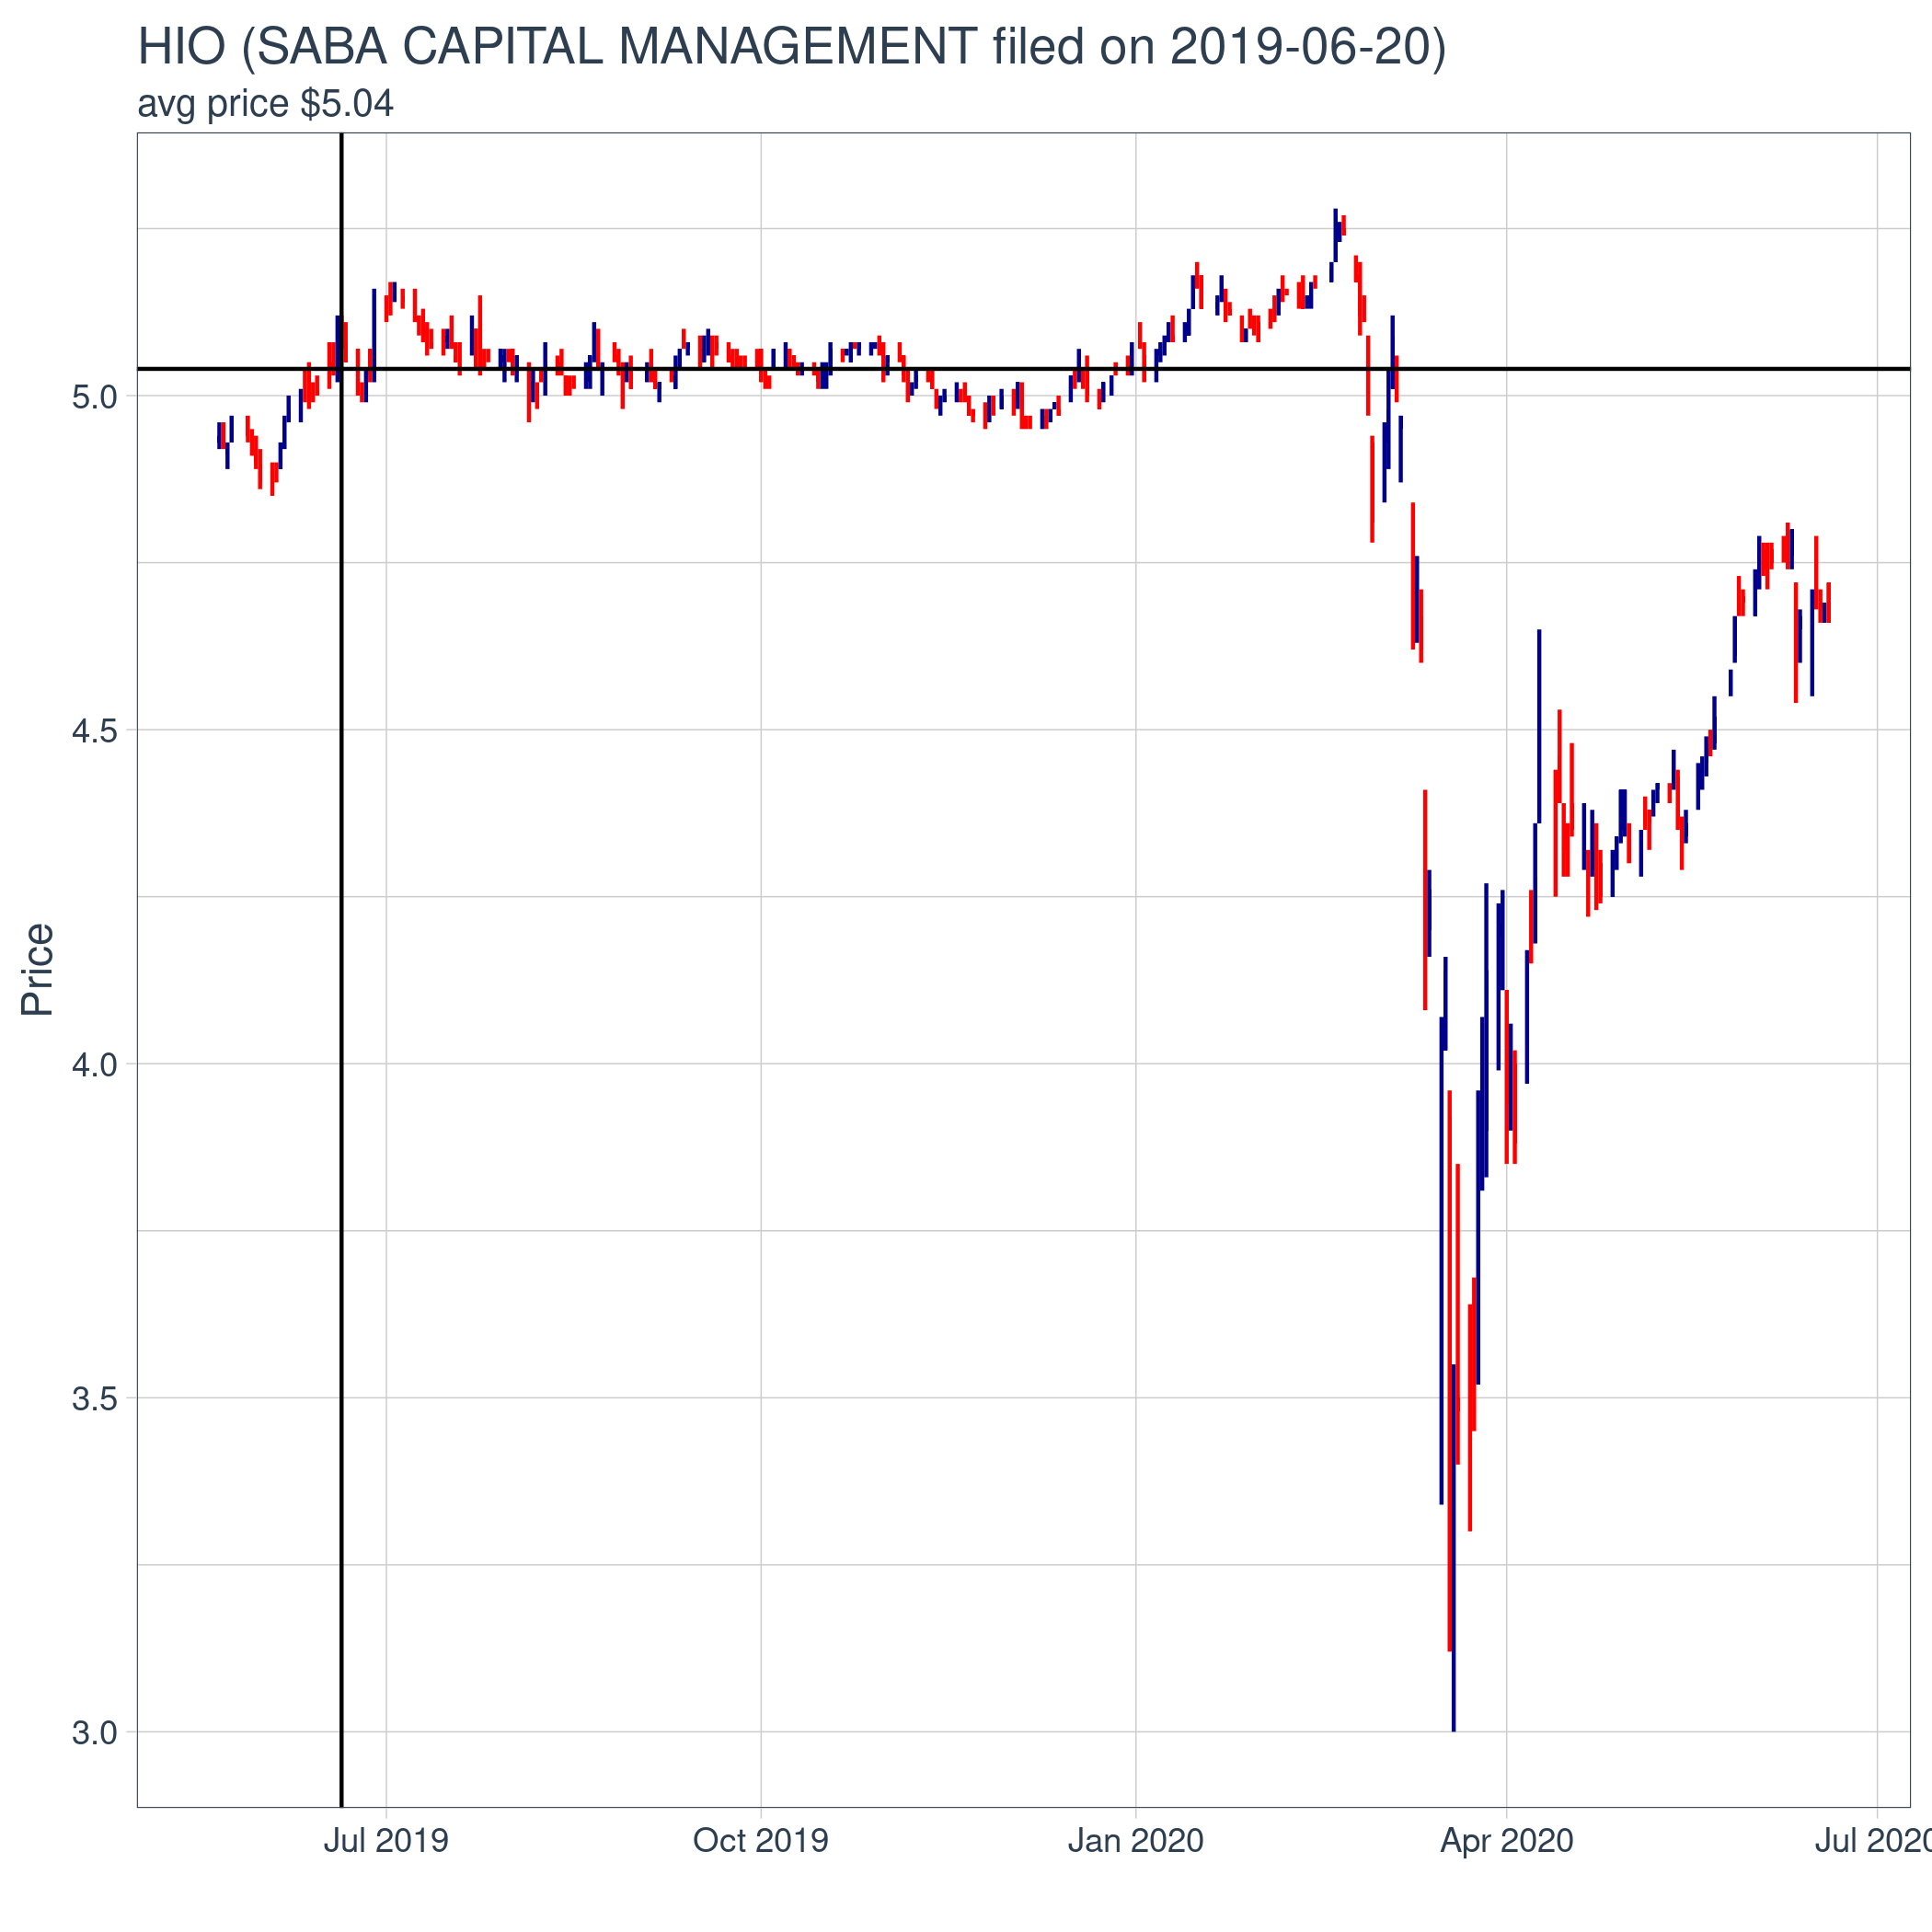 HIO (SABA CAPITAL MANAGEMENT filed on 2019-06-20)
avg price $5.04
Price
5.0
4.5
4.0
3.5
3.0
Jul 2019
Oct 2019
Jan 2020
Apr 2020
Jul 2020